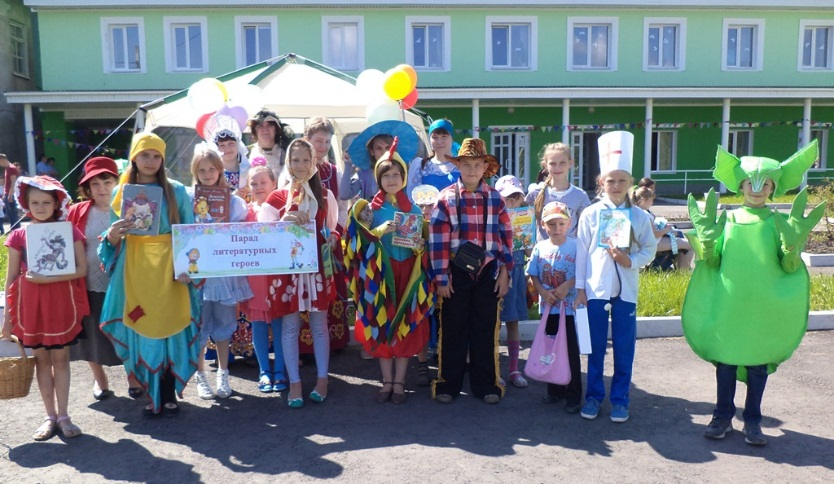 Парад
литературных
героев